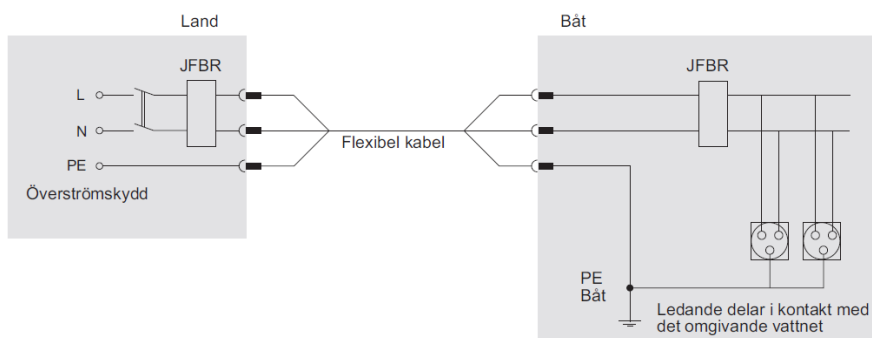 Land
Båt
JFBR
JFBR
L
N
Flexibel kabel
PE
Överströmskydd
PE
Båt
Ledande delar i kontakt med
det omgivande vattnet